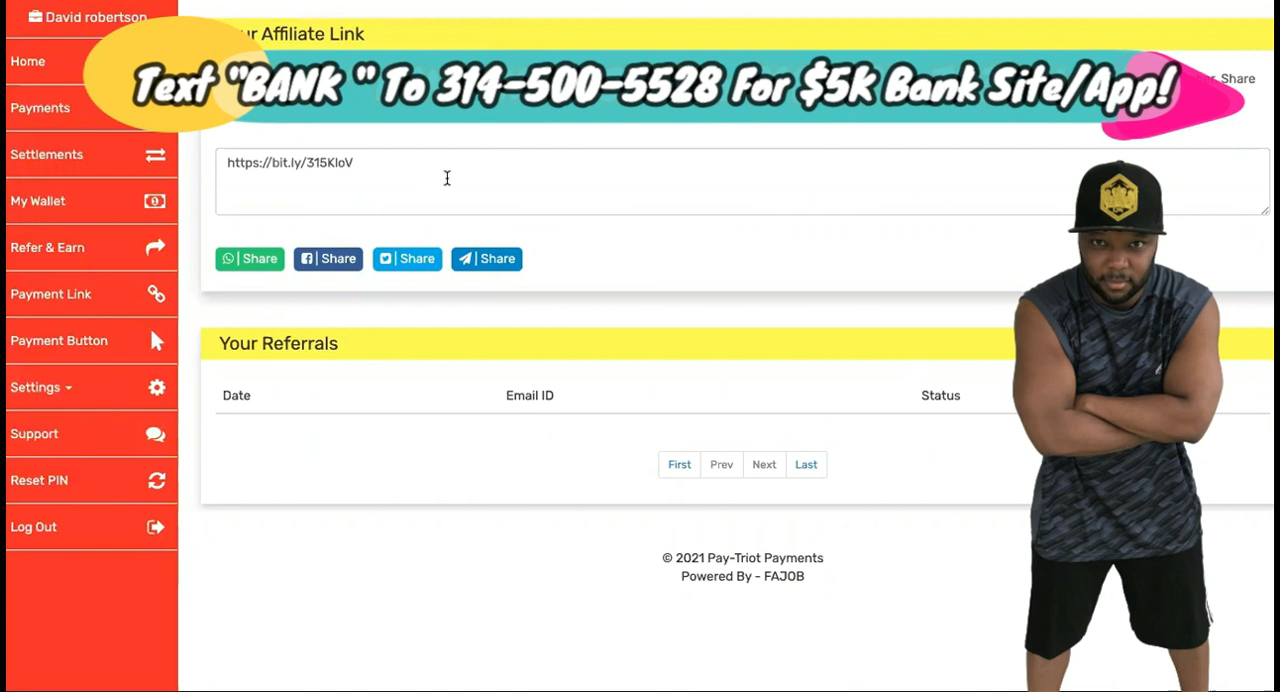 David robertson
Home
Payments
Settlements
My Wallet
Refer & Earn
Payment Link
Payment Button
Settings
Support
Reset PIN
Log Out
Affiliate Link
Text "BANK " To 314-500-5528 For $5K Bank Site/App!
Share
https://bit.ly/315KloV
| Share
| Share
| Share
| Share
Your Referrals
Date Email ID Status
First Prev Next Last
© 2021 Pay-Triot Payments
Powered By - FAJOB